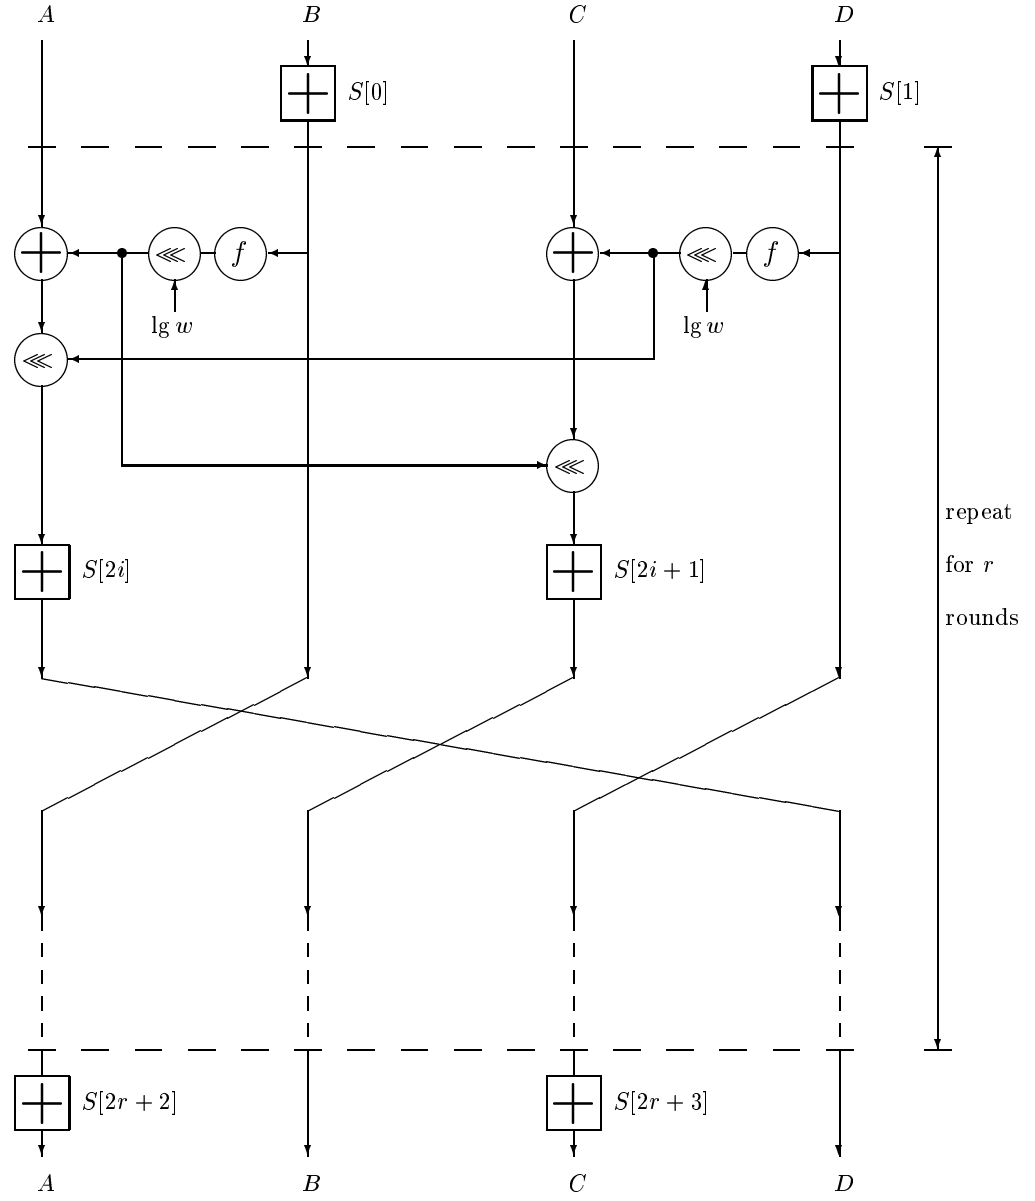 A B C D
S[0] S[1]
⋘ f ⋘ f
lg w lg w
⋘
⋘
repeat
S[2i] S[2i + 1]
for r
rounds
S[2r + 2] S[2r + 3]
A B C D